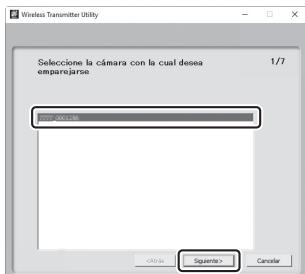 Wireless Transmitter Utility
Seleccione la cámara con la cual desea
emparejarse
1/7
<Atrás
Siguiente>
Cancelar